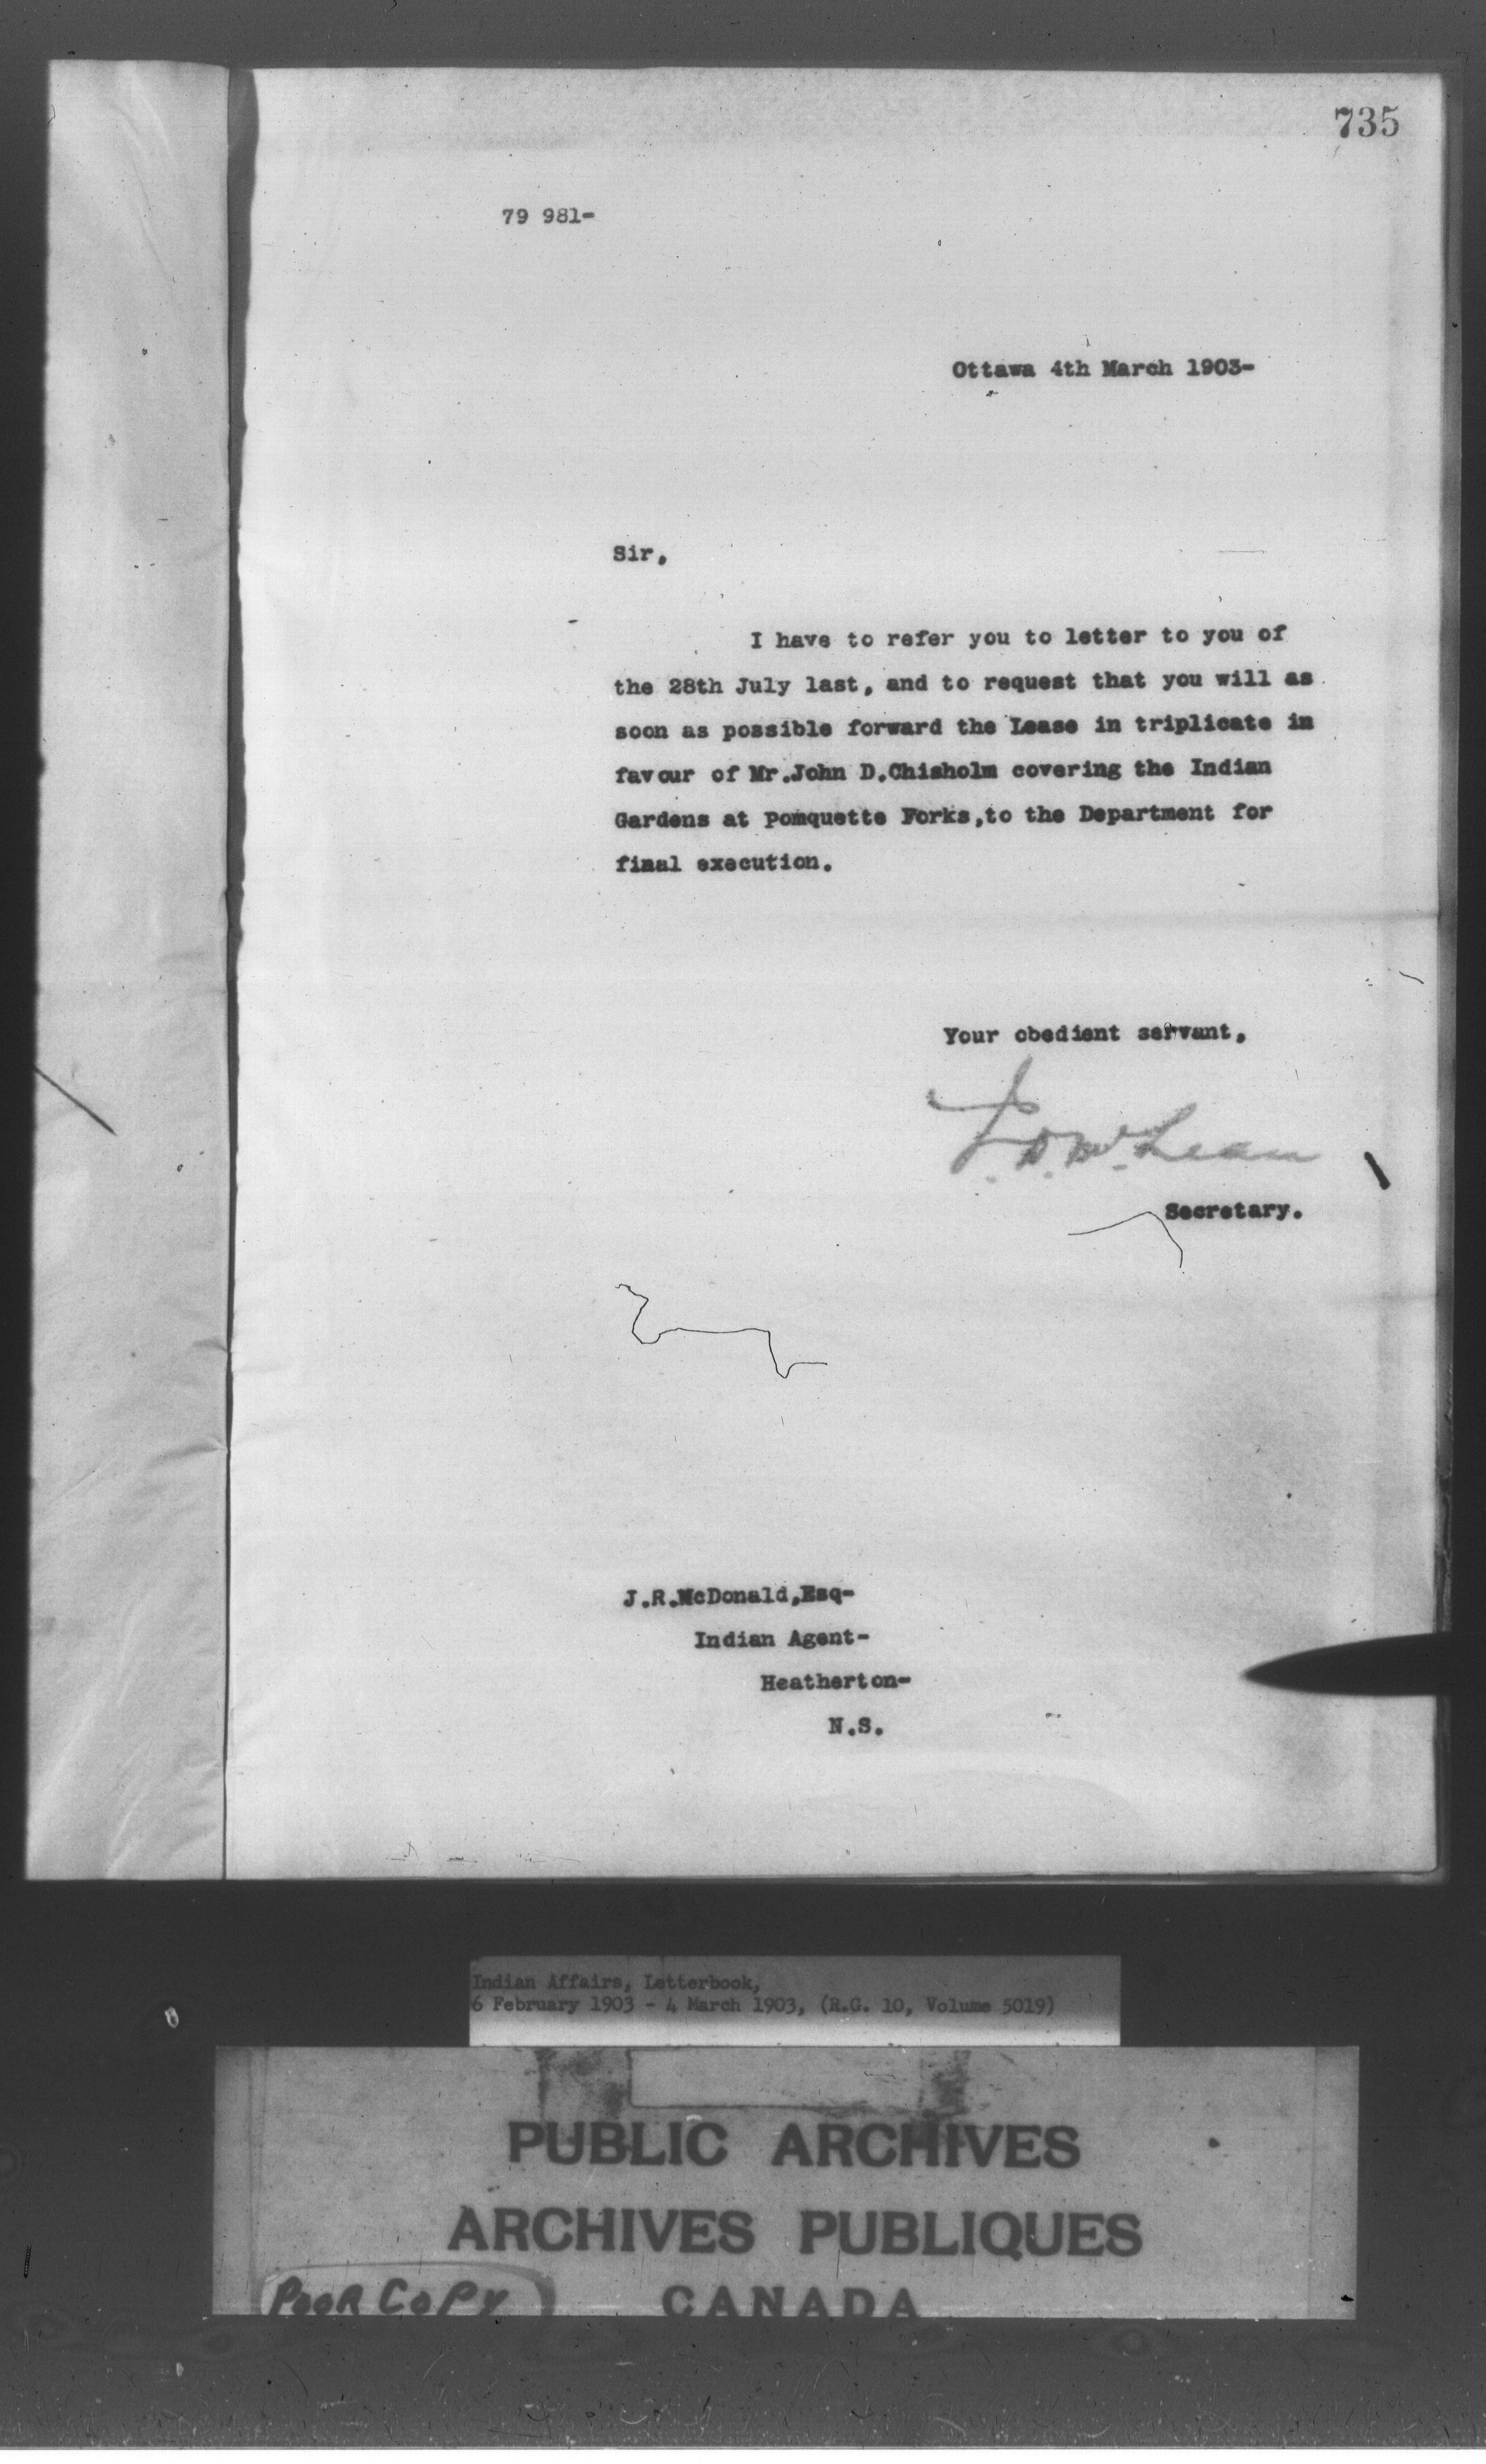 735
79 981-
Ottawa 4th March 1903-
Sir,
I have to refer you to letter to you of
the 28th July last, and to request that you will as
soon as possible forward the Lease in triplicate in
favour of Mr.John D.Chisholm covering the Indian
Gardens at Pomquette Forks,to the Department for
final execution.
Your obedient servant,
J.D.McLean
Secretary.
J.R.McDonald,Esq-
Indian Agent-
Heatherton-
N.S.
Indian Affairs, Letterbook,
6 February 1903 - 4 March 1903, (R.G. 10, Volume 5019)
PUBLIC ARCHIVES
ARCHIVES PUBLIQUES
POOR COPY
CANADA